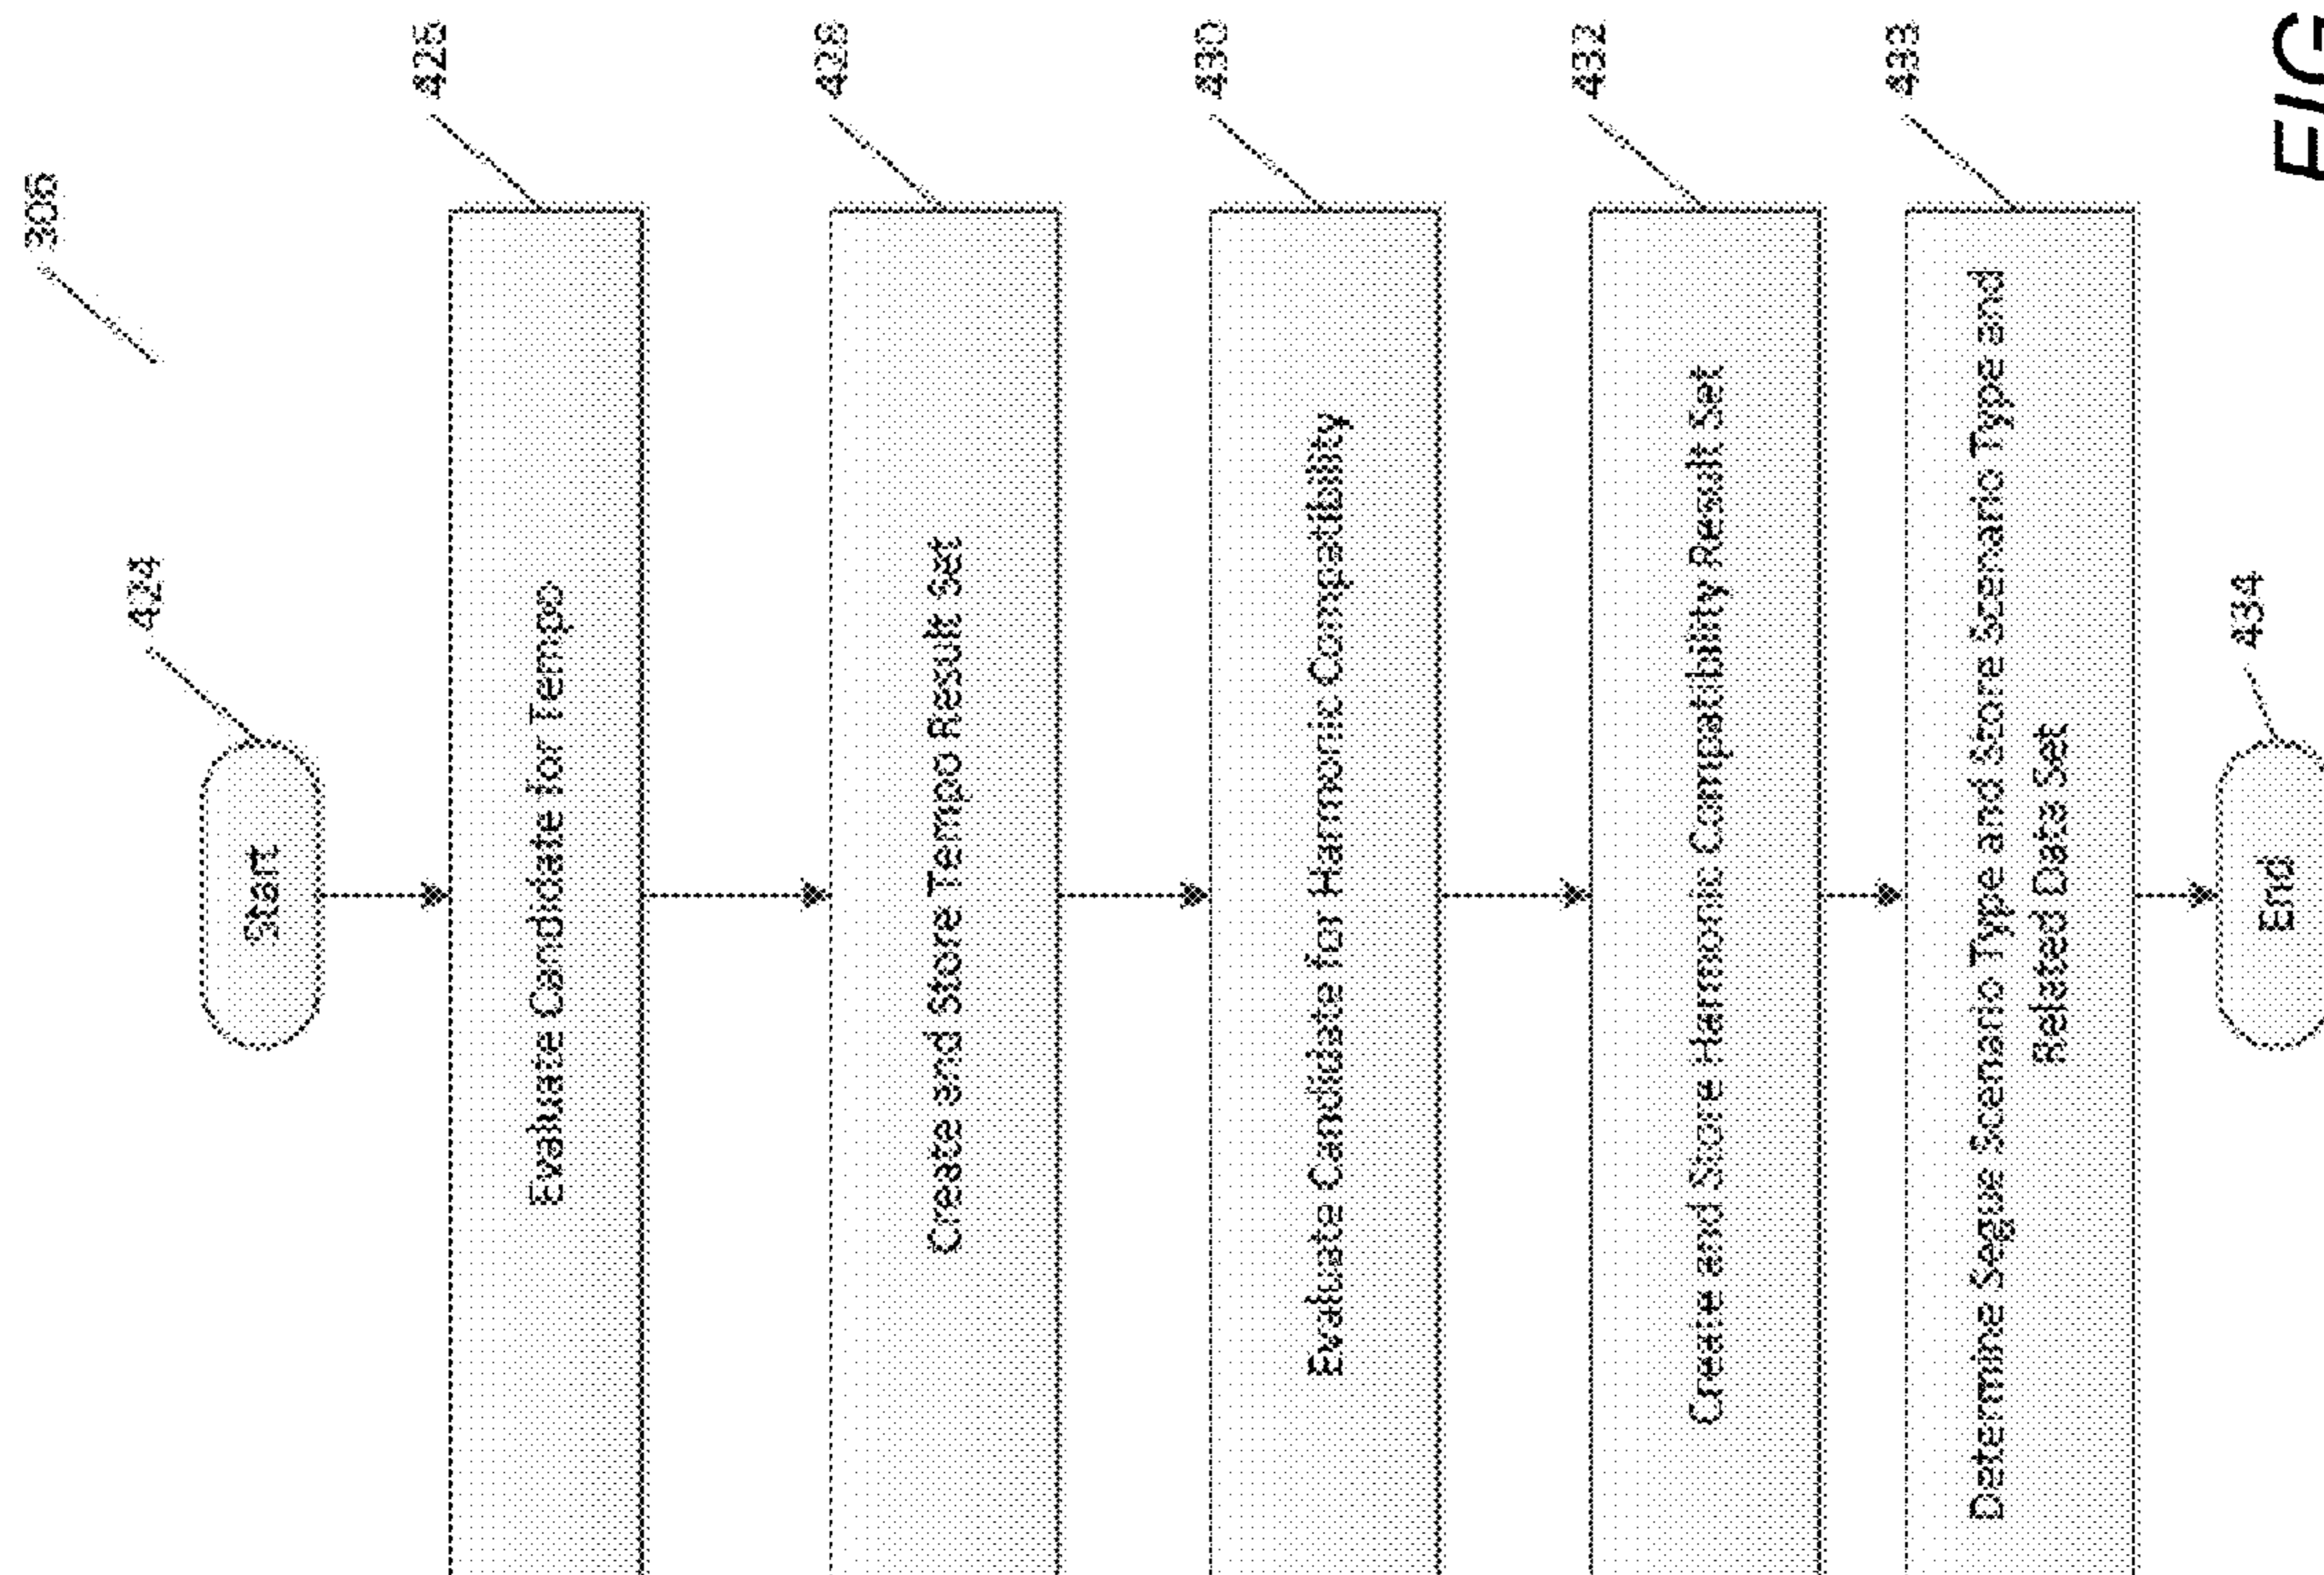 306
424
Start
426
Evaluate Candidate for Tempo
428
Create and Store Tempo Result Set
430
Evaluate Candidate for Harmonic Compatibility
432
Create and Store Harmonic Compatibility Result Set
433
Determine Segue Scenario Type and Store Scenario Type and
Related Data Set
434
End
FIG